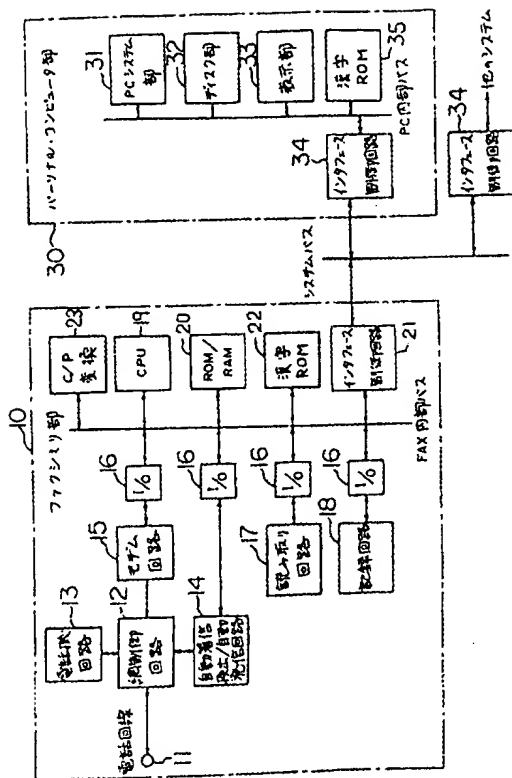 10
ファクシミリ部
電話回線
11
13
電話機
回路
12
網制御
回路
14
自動着信
検出/自動
発信回路
15
モデム
回路
16
I/O
16
I/O
16
I/O
16
I/O
17
読み取り
回路
18
記録回路
23
C/P
変換
19
CPU
20
ROM/
RAM
22
漢字
ROM
21
インタフェース
制御回路
FAX内部バス
システムバス
30
パーソナル・コンピュータ部
31
PCシステム
部
32
ディスク部
33
表示部
35
漢字
ROM
PC内部バス
34
インタフェース
制御回路
34
インタフェース
制御回路
他のシステム